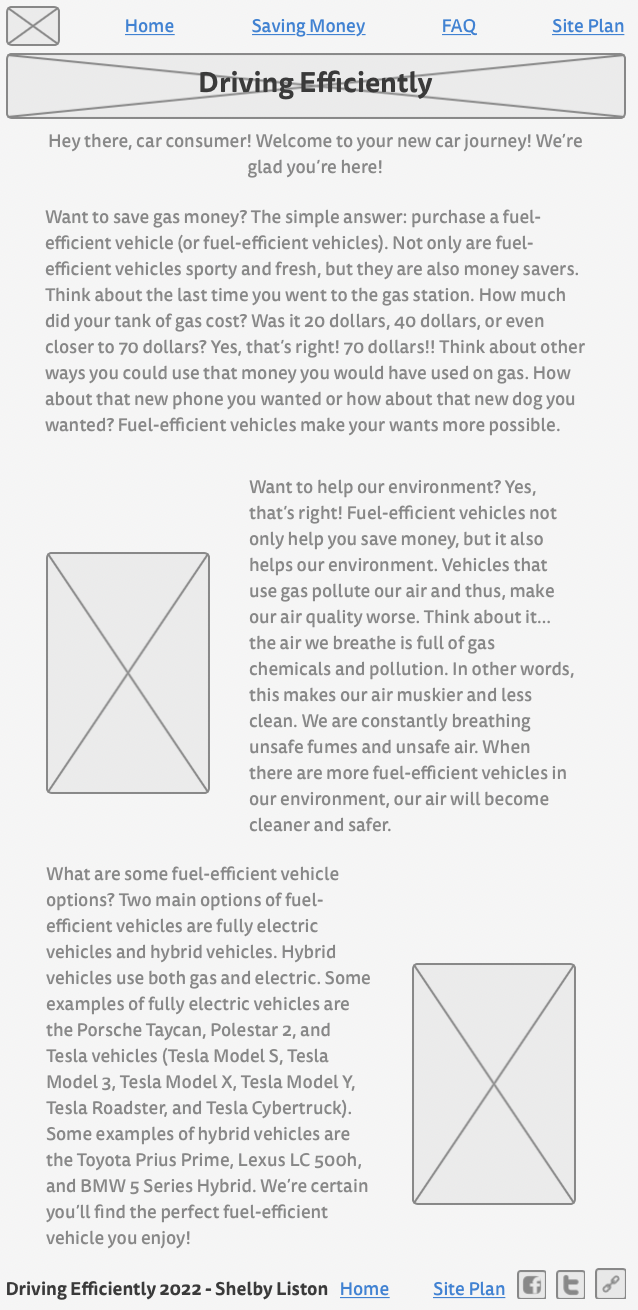 Home Saving Money FAQ Site Plan
Driving Efficiently
Hey there, car consumer! Welcome to your new car journey! We're
glad you're here!
Want to save gas money? The simple answer: purchase a fuel-
efficient vehicle (or fuel-efficient vehicles). Not only are fuel-
efficient vehicles sporty and fresh, but they are also money savers.
Think about the last time you went to the gas station. How much
did your tank of gas cost? Was it 20 dollars, 40 dollars, or even
closer to 70 dollars? Yes, that's right! 70 dollars!! Think about other
ways you could use that money you would have used on gas. How
about that new phone you wanted or how about that new dog you
wanted? Fuel-efficient vehicles make your wants more possible.
Want to help our environment? Yes,
that's right! Fuel-efficient vehicles not
only help you save money, but it also
helps our environment. Vehicles that
use gas pollute our air and thus, make
our air quality worse. Think about it...
the air we breathe is full of gas
chemicals and pollution. In other words,
this makes our air muskier and less
clean. We are constantly breathing
unsafe fumes and unsafe air. When
there are more fuel-efficient vehicles in
our environment, our air will become
cleaner and safer.
What are some fuel-efficient vehicle
options? Two main options of fuel-
efficient vehicles are fully electric
vehicles and hybrid vehicles. Hybrid
vehicles use both gas and electric. Some
examples of fully electric vehicles are
the Porsche Taycan, Polestar 2, and
Tesla vehicles (Tesla Model S, Tesla
Model 3, Tesla Model X, Tesla Model Y,
Tesla Roadster, and Tesla Cybertruck).
Some examples of hybrid vehicles are
the Toyota Prius Prime, Lexus LC 500h,
and BMW 5 Series Hybrid. We're certain
you'll find the perfect fuel-efficient
vehicle you enjoy!
Driving Efficiently 2022 - Shelby Liston Home Site Plan